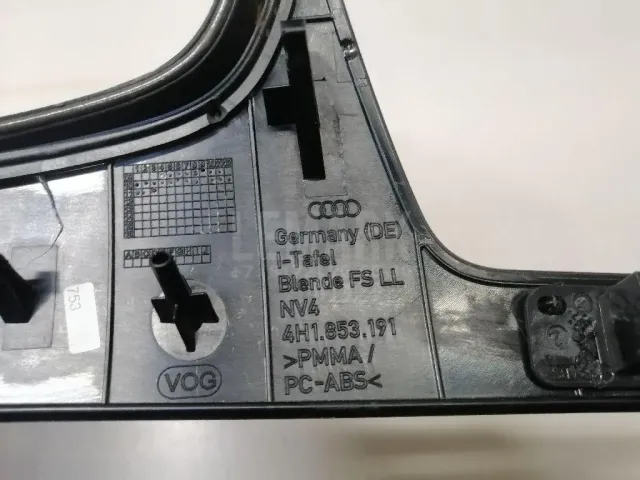 Germany (DE)
I-Tafel
Blende FS LL
NV4
4H1.853.191
>PMMA/
PC-ABS<
VOG
753